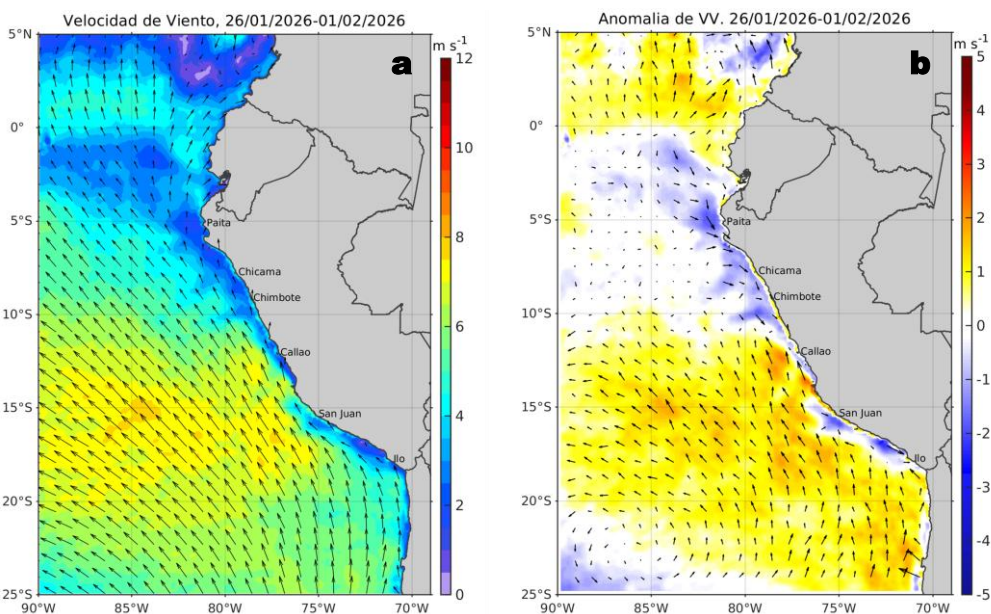 Velocidad de Viento, 26/01/2026-01/02/2026
m s⁻¹
a
5°N
0°
5°S
10°S
15°S
20°S
25°S
90°W
85°W
80°W
75°W
70°W
Paita
Chicama
Chimbote
Callao
San Juan
Ilo
12
10
8
6
4
2
0
Anomalia de VV. 26/01/2026-01/02/2026
m s⁻¹
b
5°N
0°
5°S
10°S
15°S
20°S
25°S
90°W
85°W
80°W
75°W
70°W
Paita
Chicama
Chimbote
Callao
San Juan
Ilo
5
4
3
2
1
0
-1
-2
-3
-4
-5